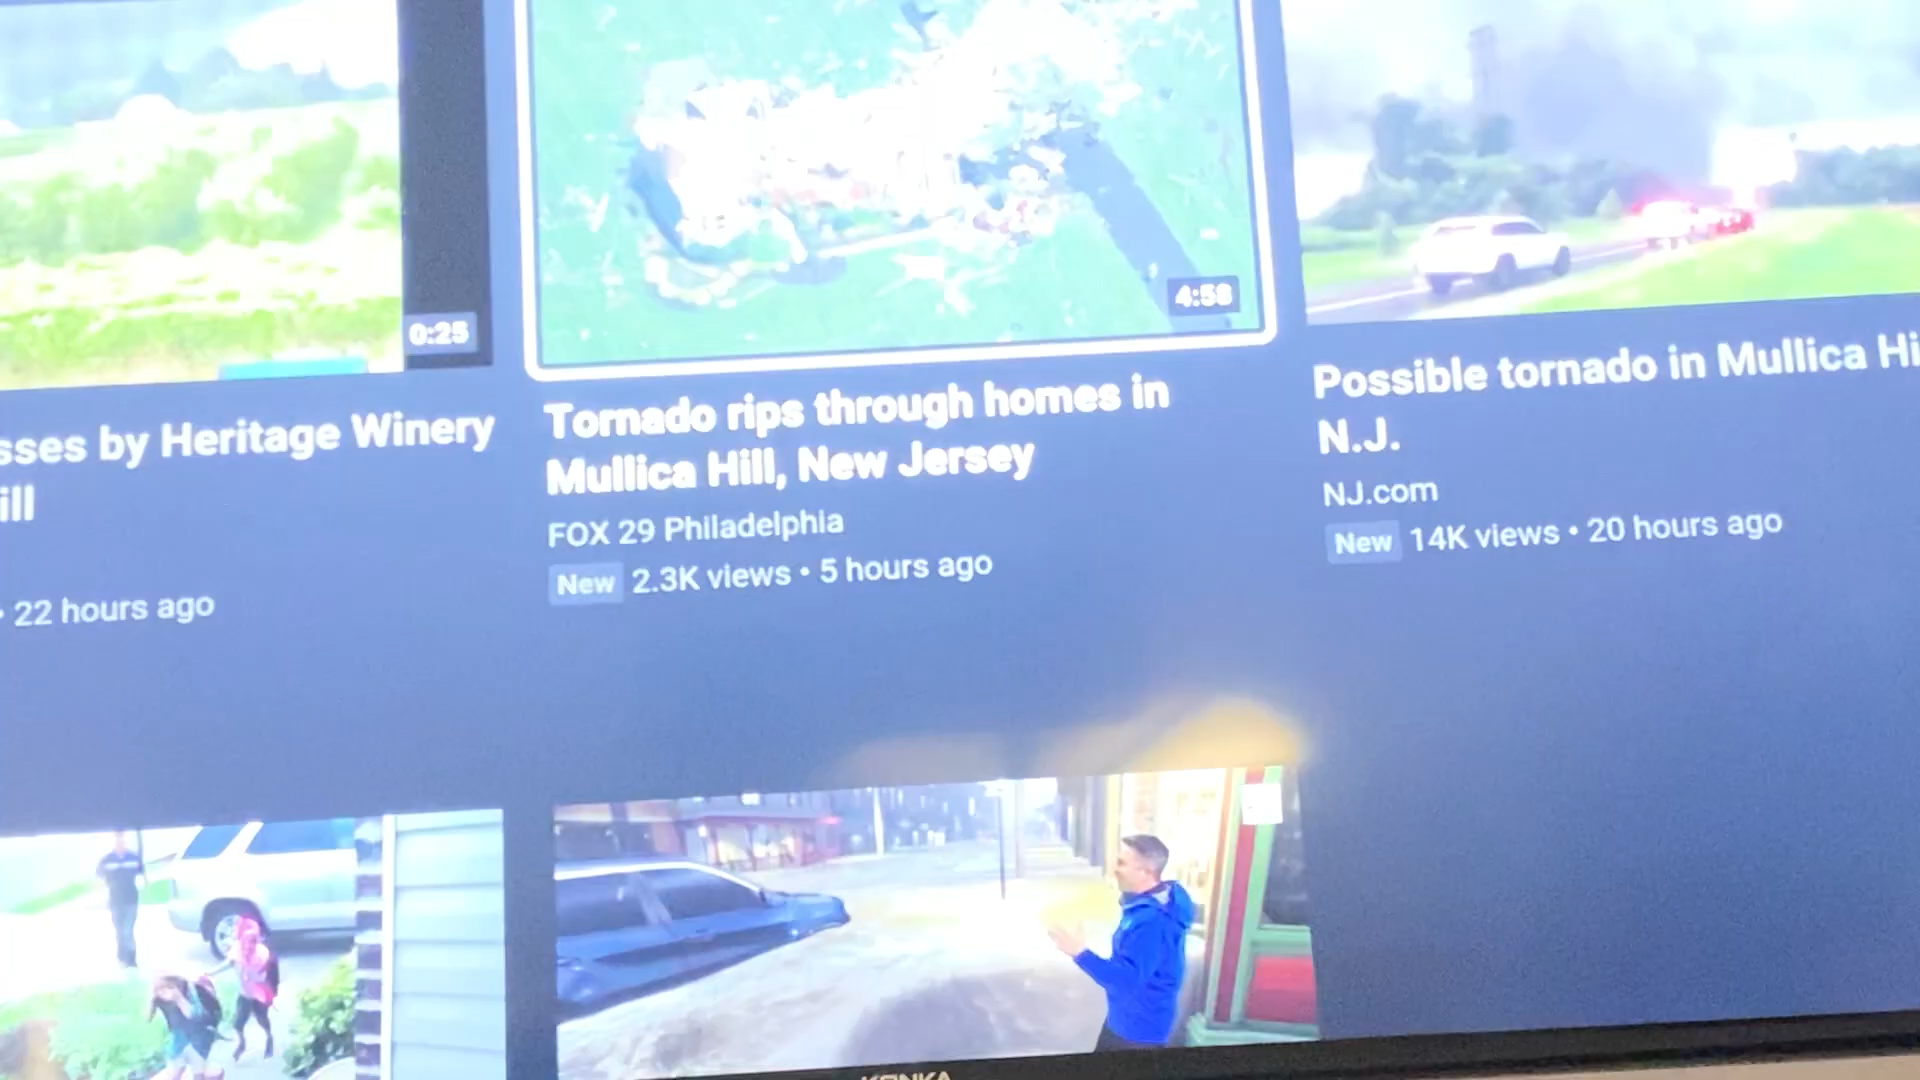 0:25
sses by Heritage Winery
ill
• 22 hours ago
4:58
Tornado rips through homes in
Mullica Hill, New Jersey
FOX 29 Philadelphia
New 2.3K views • 5 hours ago
Possible tornado in Mullica Hi
N.J.
NJ.com
New 14K views • 20 hours ago
KONKA